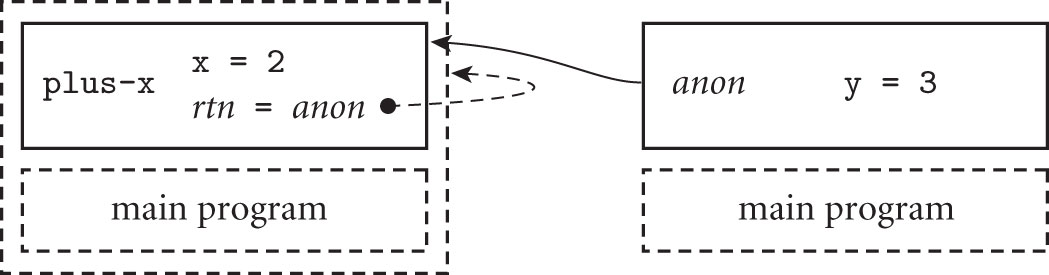 plus-x
x = 2
rtn = anon
main program
anon y = 3
main program